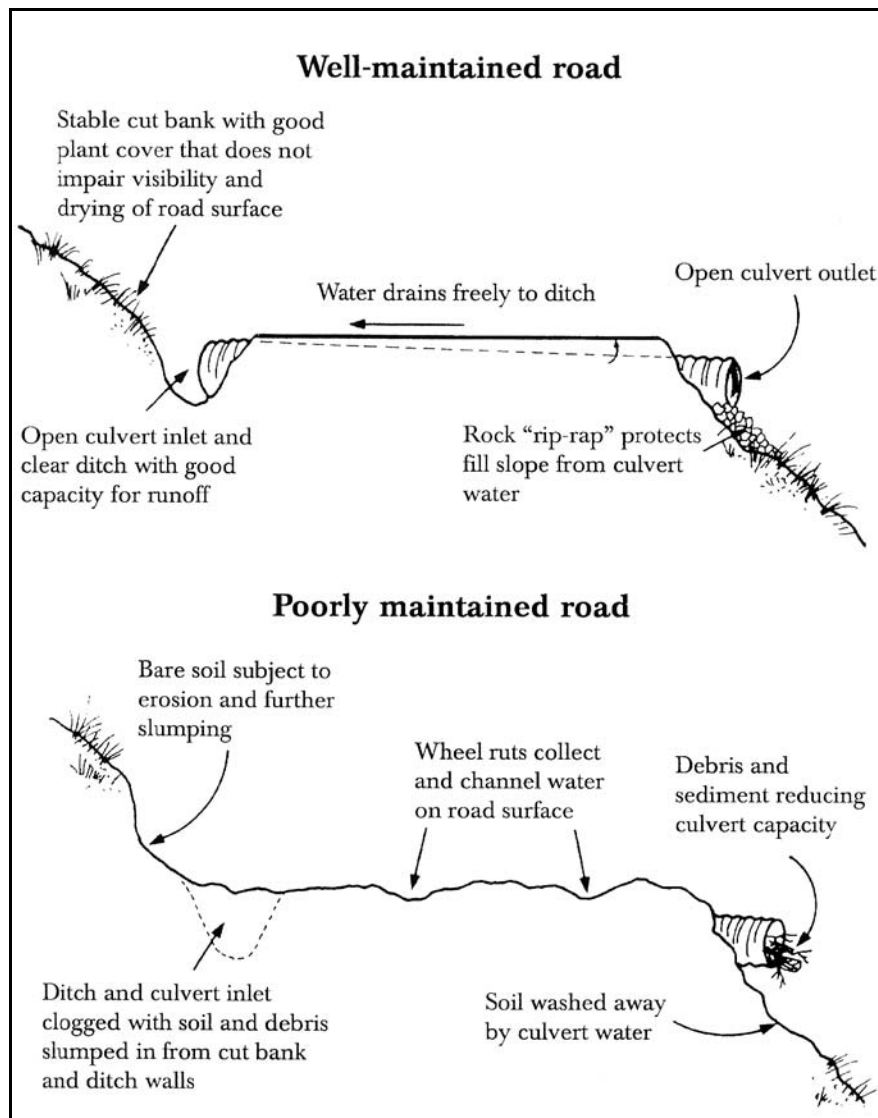 Well-maintained road
Stable cut bank with good
plant cover that does not
impair visibility and
drying of road surface
Water drains freely to ditch
Open culvert outlet
Open culvert inlet and
clear ditch with good
capacity for runoff
Rock “rip-rap” protects
fill slope from culvert
water
Poorly maintained road
Bare soil subject to
erosion and further
slumping
Wheel ruts collect
and channel water
on road surface
Debris and
sediment reducing
culvert capacity
Ditch and culvert inlet
clogged with soil and debris
slumped in from cut bank
and ditch walls
Soil washed away
by culvert water